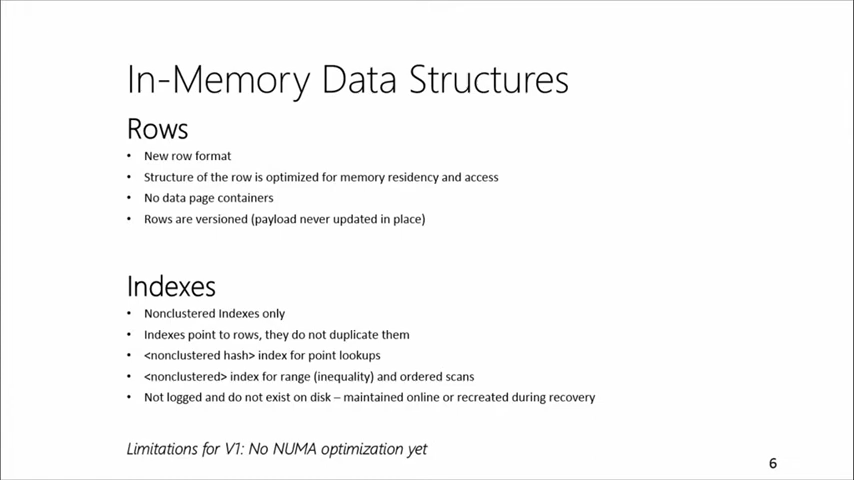 In-Memory Data Structures
Rows
• New row format
• Structure of the row is optimized for memory residency and access
• No data page containers
• Rows are versioned (payload never updated in place)
Indexes
• Nonclustered Indexes only
• Indexes point to rows, they do not duplicate them
• <nonclustered hash> index for point lookups
• <nonclustered> index for range (inequality) and ordered scans
• Not logged and do not exist on disk – maintained online or recreated during recovery
Limitations for V1: No NUMA optimization yet
6